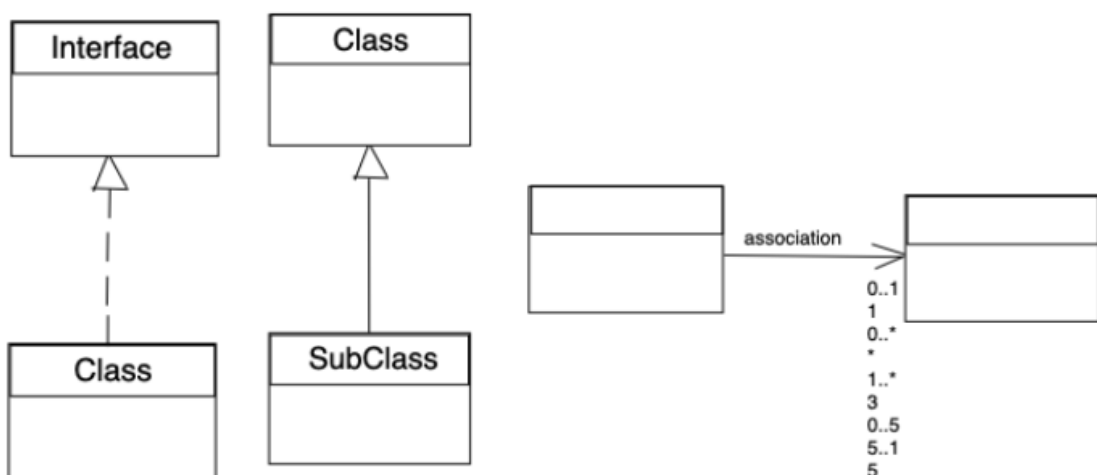 Interface
Class
Class
SubClass
association
0..1
1
0..*
*
1..*
3
0..5
5..1
5